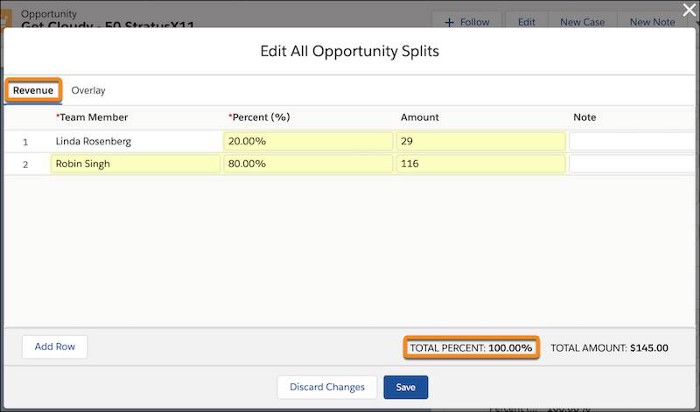 Opportunity
Get Cloudy - 50 StratusX11
+ Follow Edit New Case New Note
Edit All Opportunity Splits
Revenue Overlay
*Team Member *Percent (%) Amount Note
1 Linda Rosenberg 20.00% 29
2 Robin Singh 80.00% 116
Add Row TOTAL PERCENT: 100.00% TOTAL AMOUNT: $145.00
Discard Changes Save